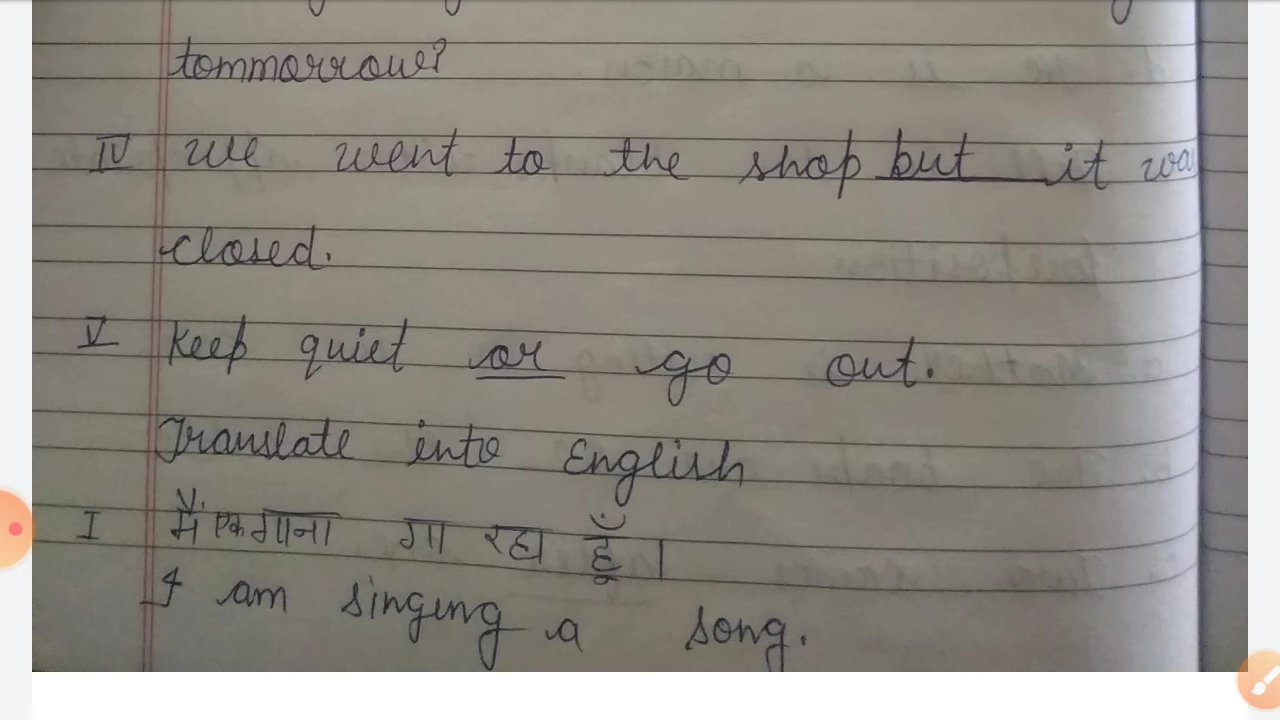 tommorrow?
IV we went to the shop but it was
closed.
V Keep quiet or go out.
Translate into English
I मैं एक गाना गा रहा हूँ।
I am singing a song.